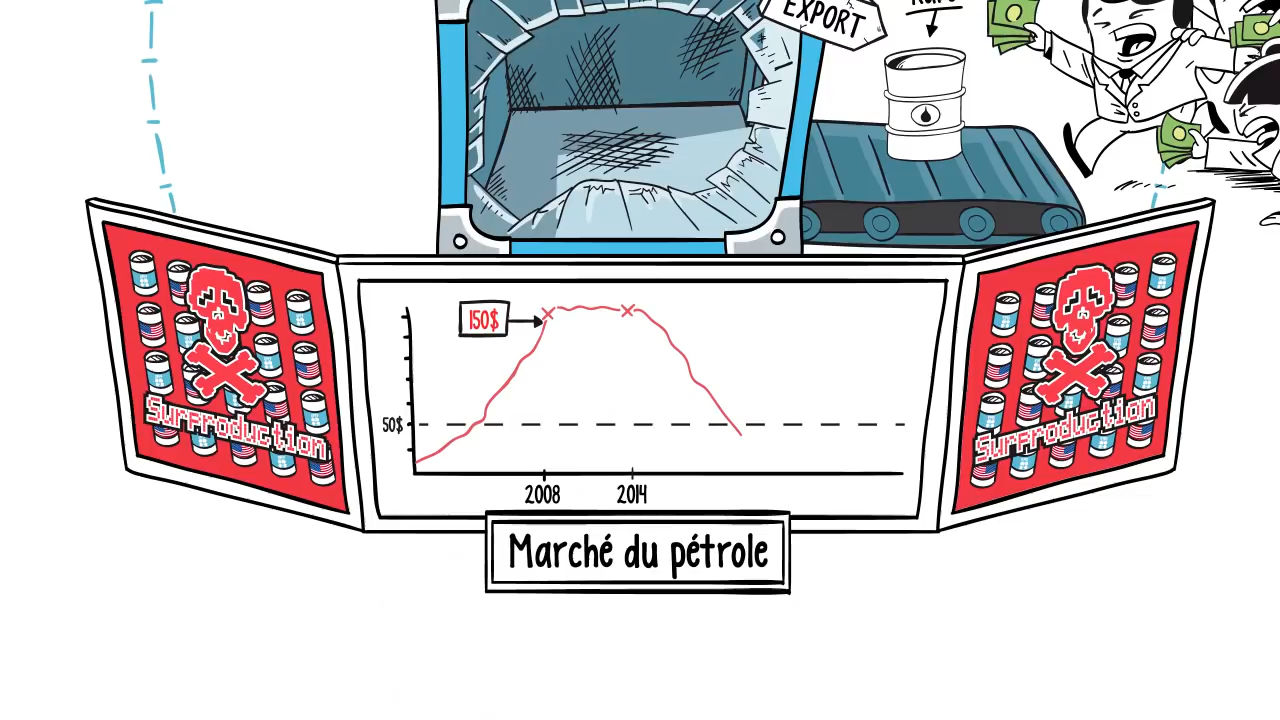 EXPORT
150$
50$
2008
2014
Surproduction
Surproduction
Marché du pétrole